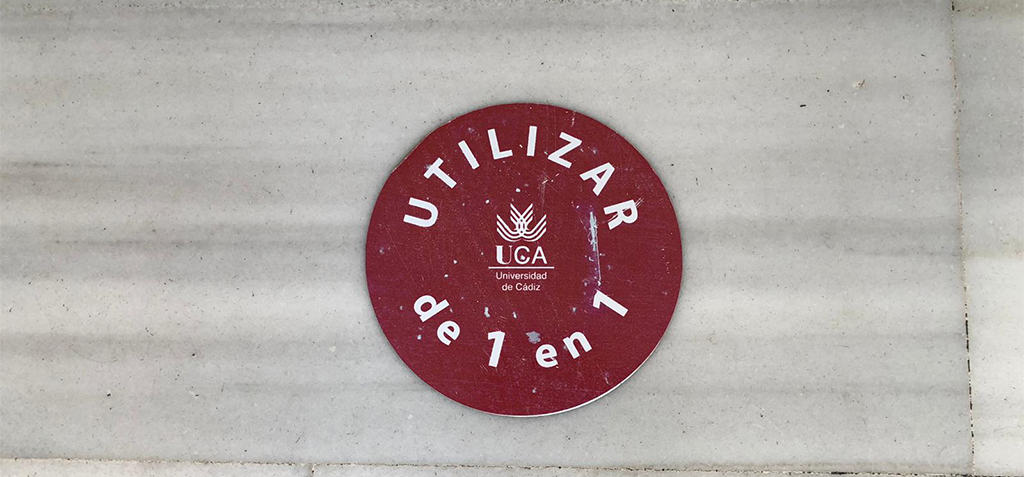 UTILIZAR
UCA
Universidad
de Cádiz
de 1 en 1